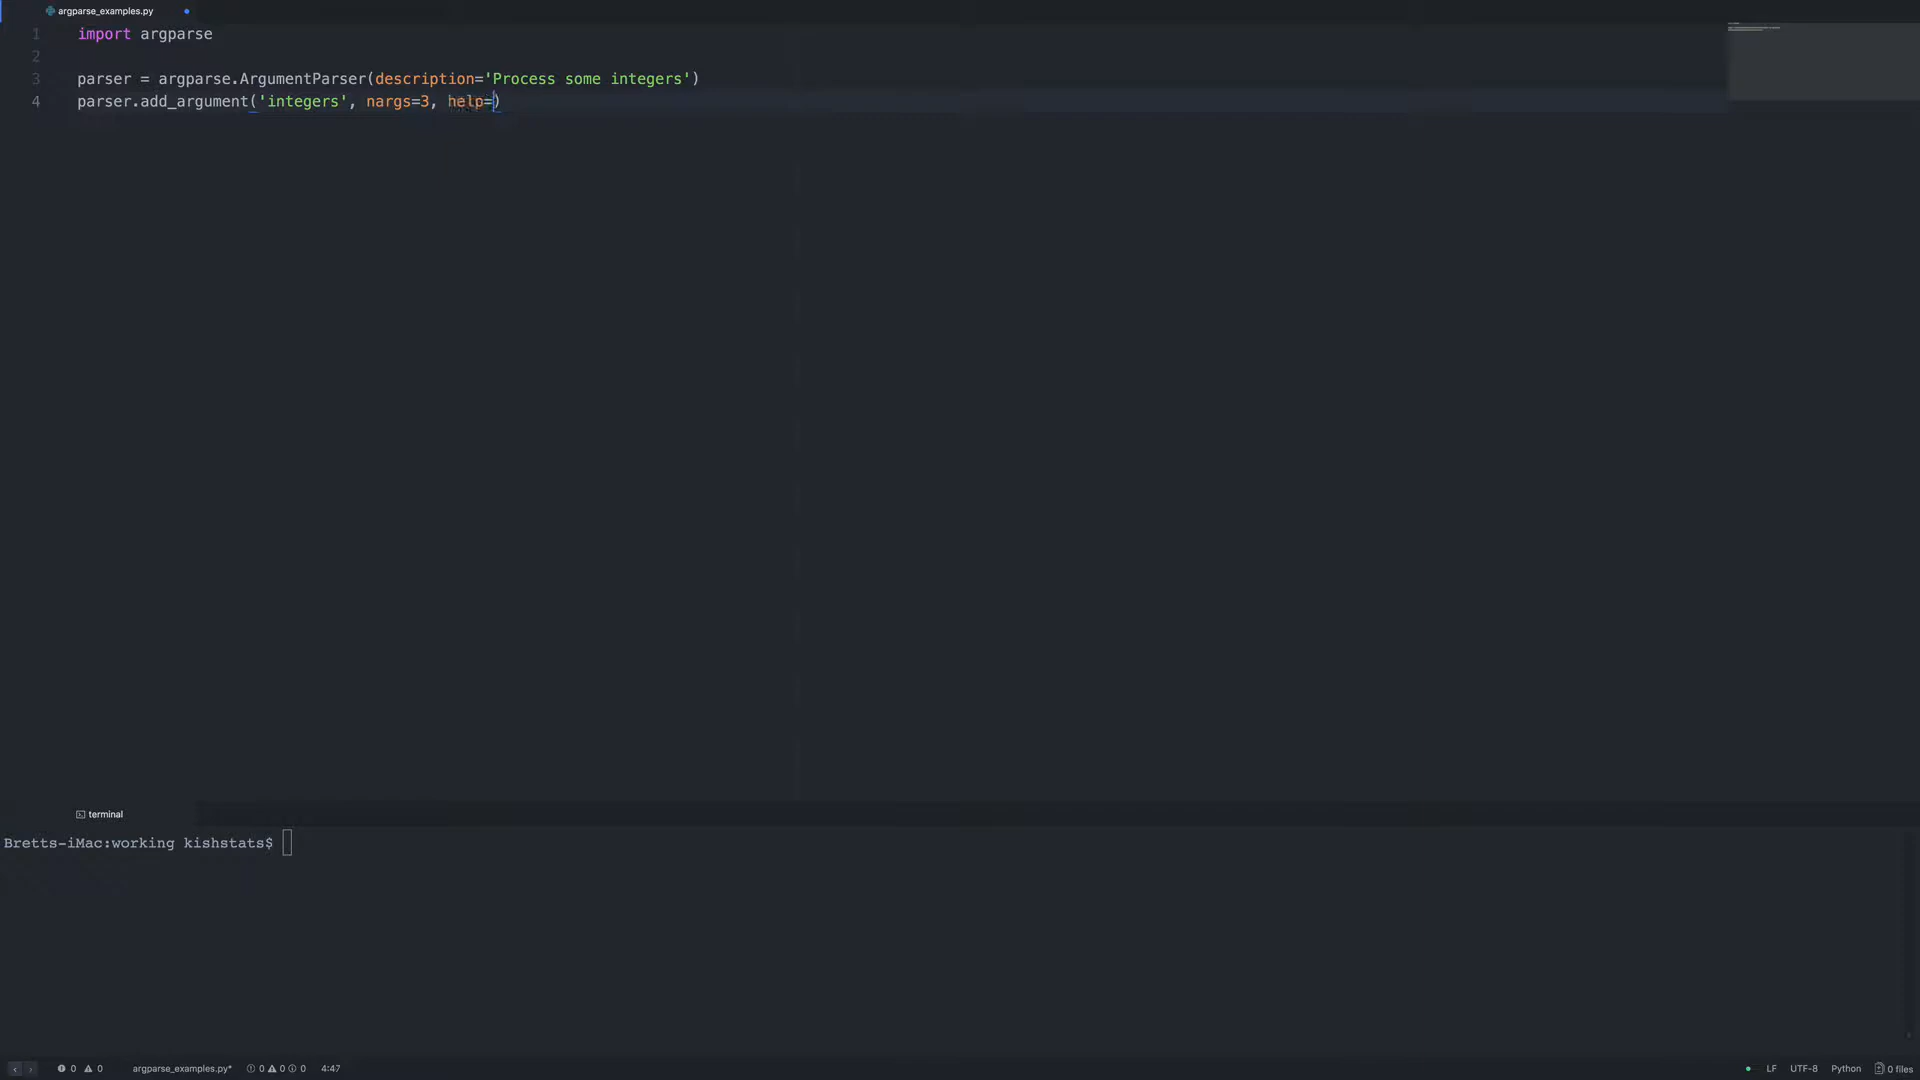 argparse_examples.py
1 import argparse
2
3 parser = argparse.ArgumentParser(description='Process some integers')
4 parser.add_argument('integers', nargs=3, help=)
terminal
Bretts-iMac:working kishstats$
0 0 argparse_examples.py* 0 0 0 4:47 LF UTF-8 Python 0 files